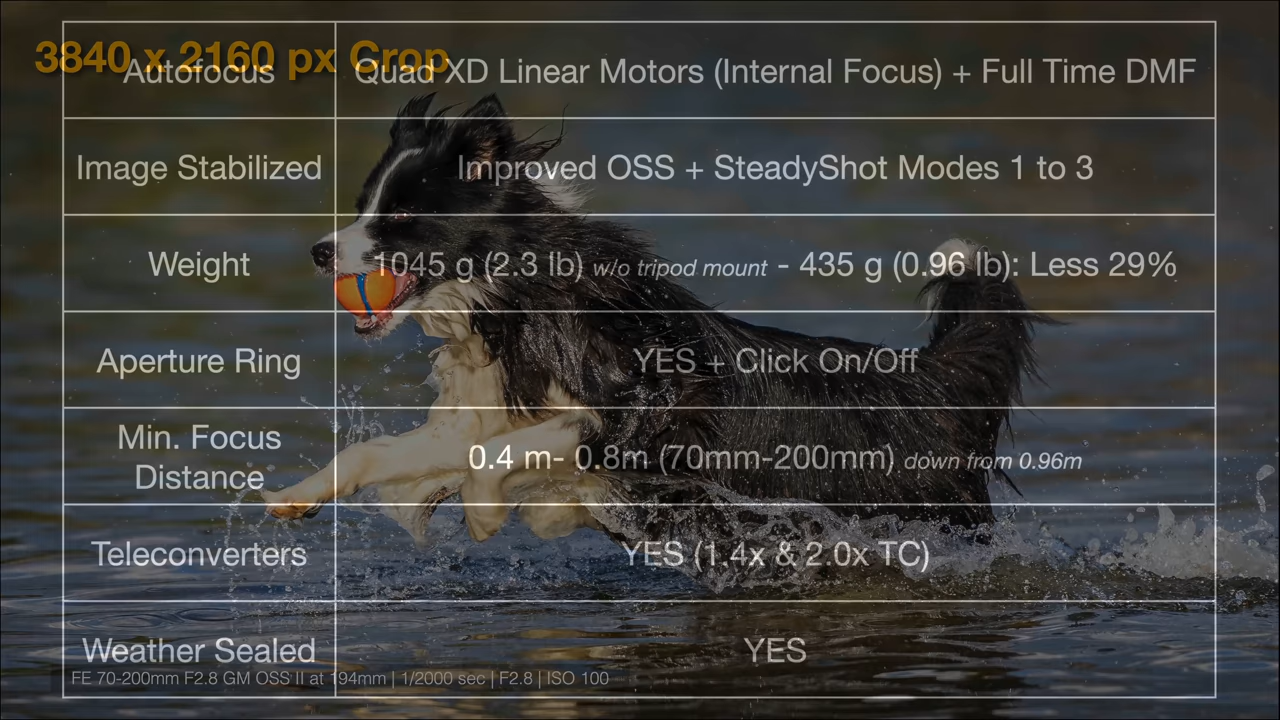 3840 x 2160 px Crop
Autofocus
Quad XD Linear Motors (Internal Focus) + Full Time DMF
Image Stabilized
Improved OSS + SteadyShot Modes 1 to 3
Weight
1045 g (2.3 lb) w/o tripod mount - 435 g (0.96 lb): Less 29%
Aperture Ring
YES + Click On/Off
Min. Focus
Distance
0.4 m- 0.8m (70mm-200mm) down from 0.96m
Teleconverters
YES (1.4x & 2.0x TC)
Weather Sealed
YES
FE 70-200mm F2.8 GM OSS II at 194mm | 1/2000 sec | F2.8 | ISO 100